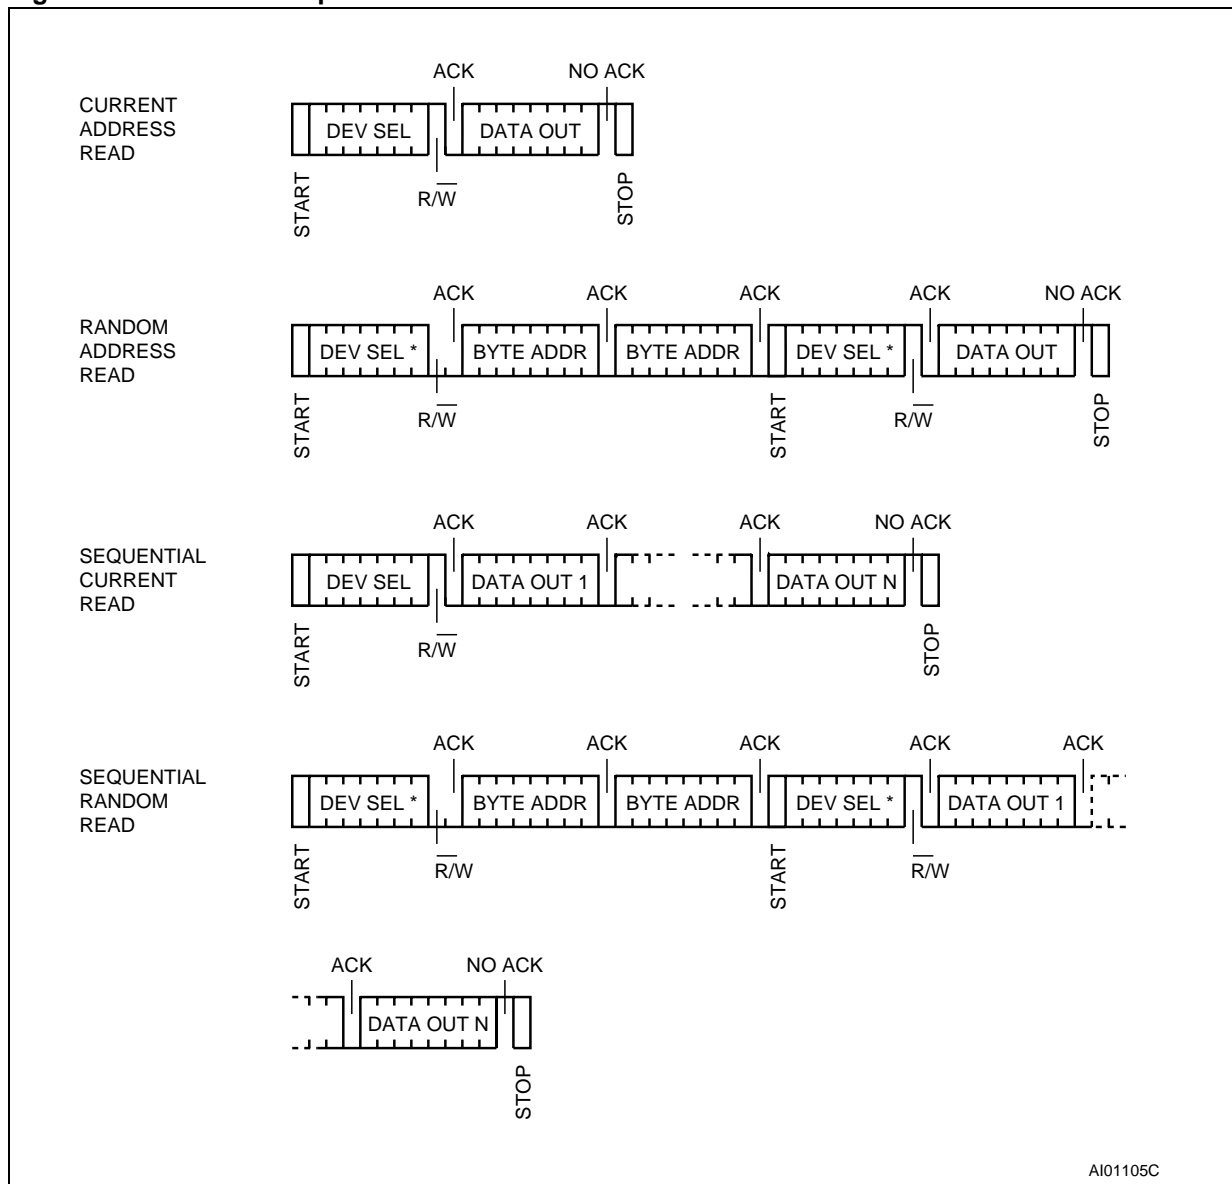 ACK NO ACK
CURRENT
ADDRESS
READ
DEV SEL DATA OUT
START R/W̅ STOP
ACK ACK ACK ACK NO ACK
RANDOM
ADDRESS
READ
DEV SEL * BYTE ADDR BYTE ADDR DEV SEL * DATA OUT
START R/W̅ START R/W̅ STOP
ACK ACK ACK NO ACK
SEQUENTIAL
CURRENT
READ
DEV SEL DATA OUT 1 DATA OUT N
START R/W̅ STOP
ACK ACK ACK ACK ACK
SEQUENTIAL
RANDOM
READ
DEV SEL * BYTE ADDR BYTE ADDR DEV SEL * DATA OUT 1
START R̅/W START R̅/W
ACK NO ACK
DATA OUT N
STOP
AI01105C